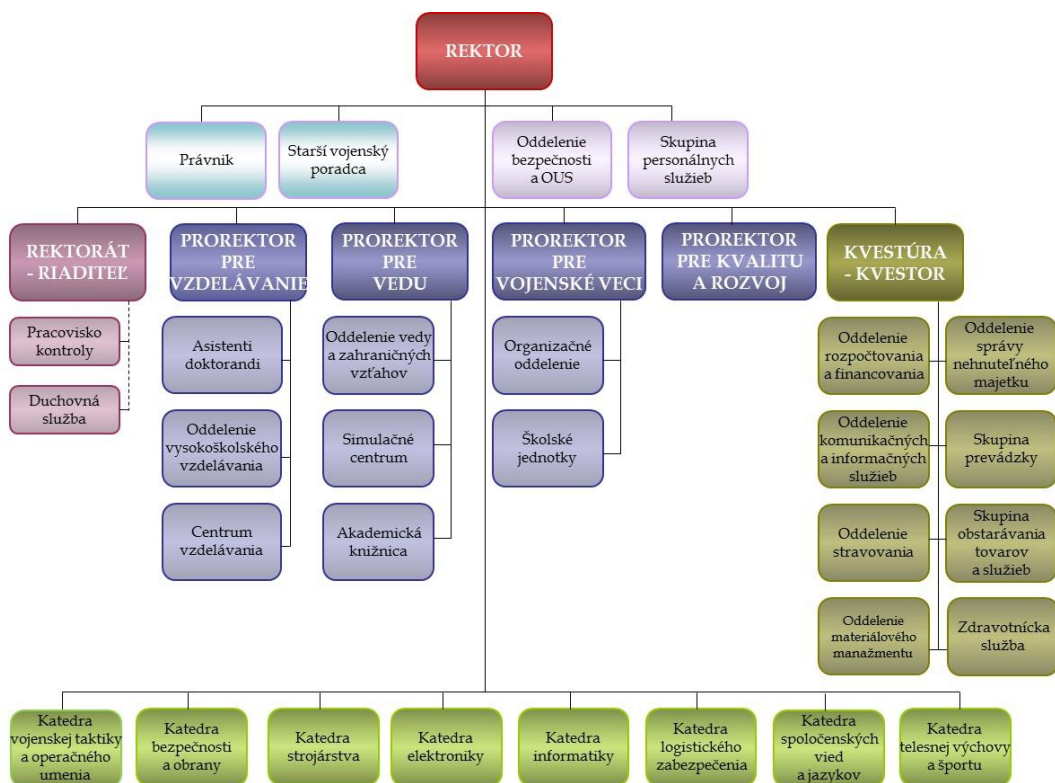 REKTOR
Právnik
Starší vojenský
poradca
Oddelenie
bezpečnosti
a OUS
Skupina
personálnych
služieb
REKTORÁT
- RIADITEĽ
PROREKTOR
PRE
VZDELÁVANIE
PROREKTOR
PRE
VEDU
PROREKTOR
PRE
VOJENSKÉ VECI
PROREKTOR
PRE KVALITU
A ROZVOJ
KVESTÚRA
- KVESTOR
Pracovisko
kontroly
Duchovná
služba
Asistenti
doktorandi
Oddelenie
vysokoškolského
vzdelávania
Centrum
vzdelávania
Oddelenie vedy
a zahraničných
vzťahov
Simulačné
centrum
Akademická
knižnica
Organizačné
oddelenie
Školské
jednotky
Oddelenie
rozpočtovania
a financovania
Oddelenie
správy
nehnuteľného
majetku
Oddelenie
komunikačných
a informačných
služieb
Skupina
prevádzky
Oddelenie
stravovania
Skupina
obstarávania
tovarov
a služieb
Oddelenie
materiálového
manažmentu
Zdravotnícka
služba
Katedra
vojenskej taktiky
a operačného
umenia
Katedra
bezpečnosti
a obrany
Katedra
strojárstva
Katedra
elektroniky
Katedra
informatiky
Katedra
logistického
zabezpečenia
Katedra
spoločenských
vied
a jazykov
Katedra
telesnej výchovy
a športu